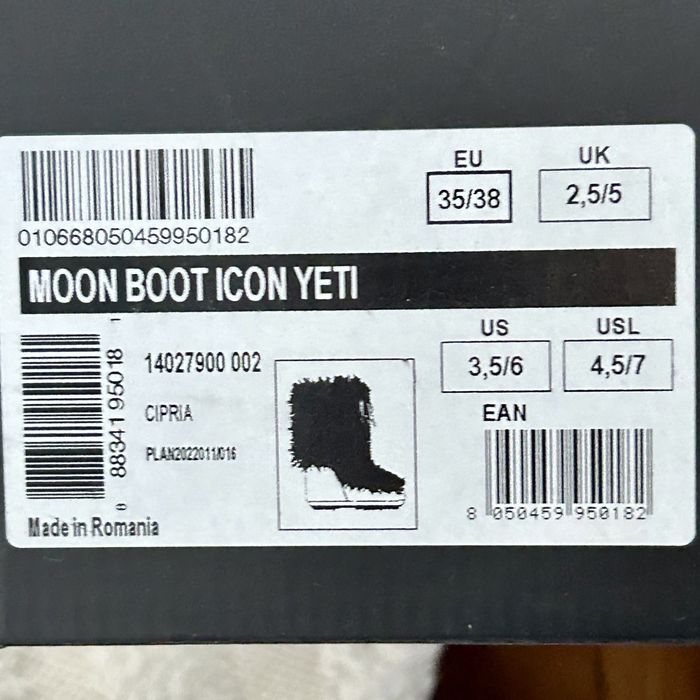 EU
UK
35/38
2,5/5
010668050459950182
MOON BOOT ICON YETI
US
USL
3,5/6
4,5/7
14027900 002
CIPRIA
PLAN2022011/016
8 88341 95018 1
EAN
8 050459 950182
Made in Romania